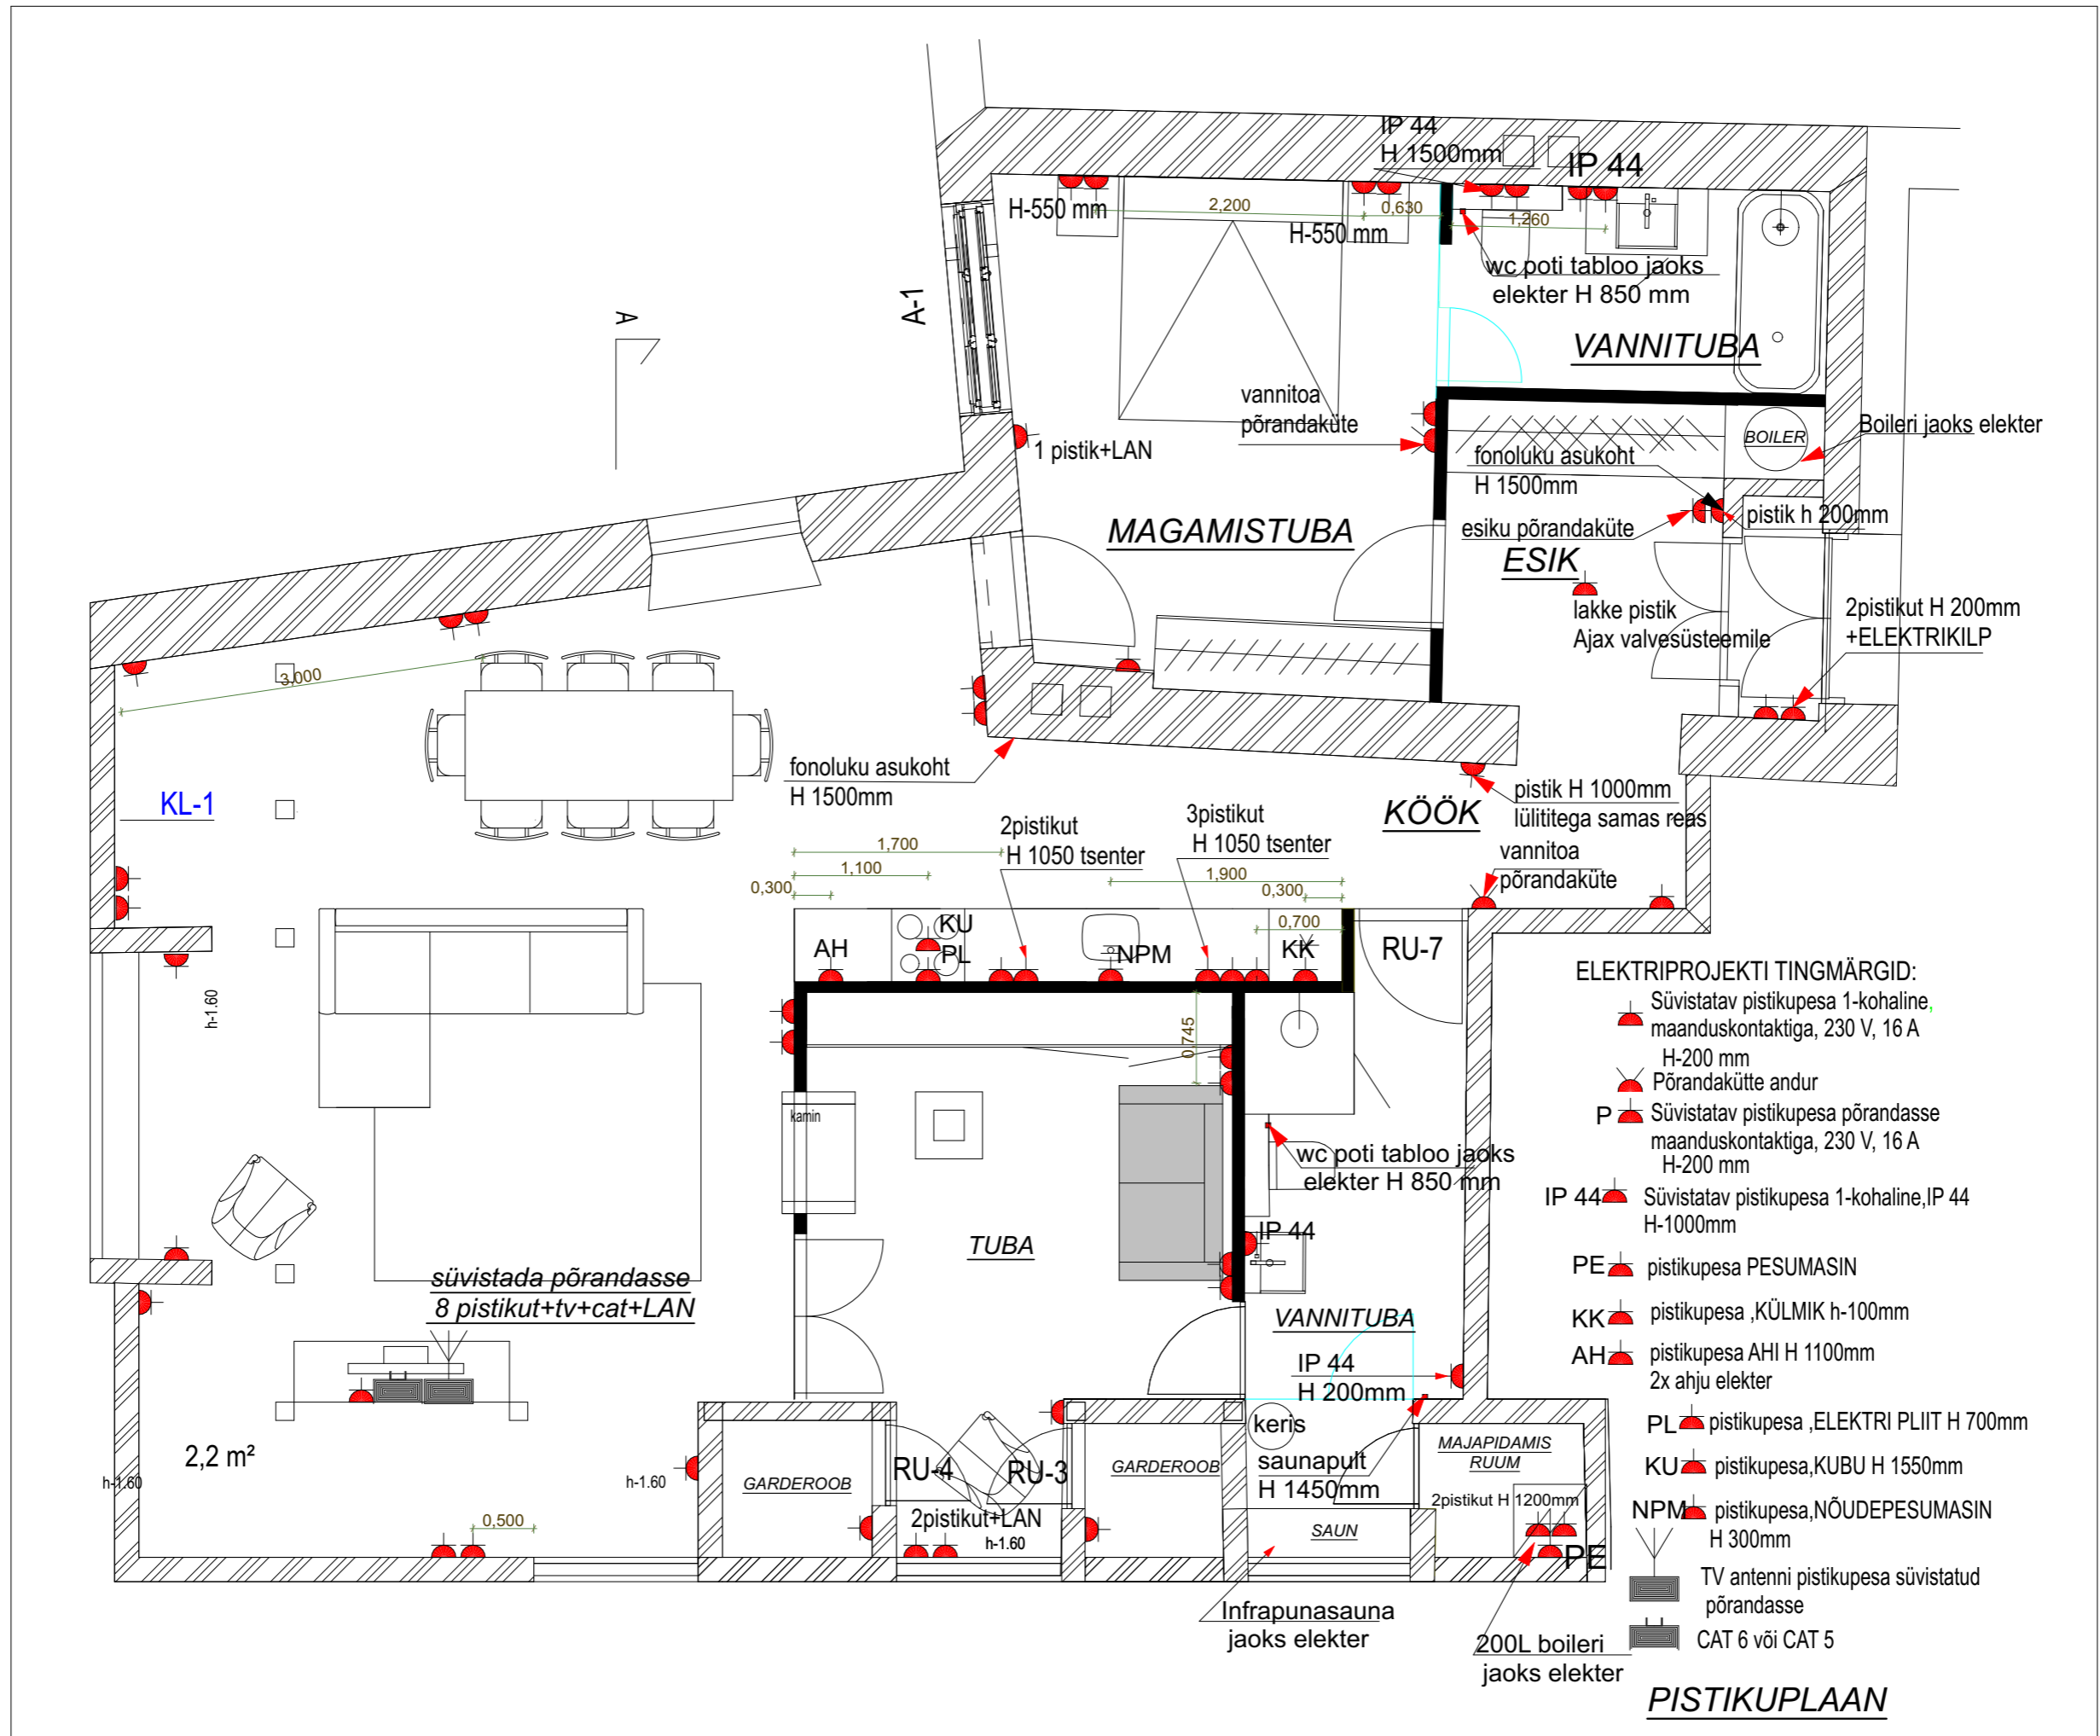 IP 44
H 1500mm
IP 44
H-550 mm
2,200
0,630
H-550 mm
1,260
wc poti tabloo jaoks
elekter H 850 mm
A-1
A
VANNITUBA
vannitoa
põrandaküte
1 pistik+LAN
BOILER
Boileri jaoks elekter
fonoluku asukoht
H 1500mm
pistik h 200mm
esiku põrandaküte
MAGAMISTUBA
ESIK
lakke pistik
Ajax valvesüsteemile
2pistikut H 200mm
+ELEKTRIKILP
3,000
fonoluku asukoht
H 1500mm
KL-1
KÖÖK
pistik H 1000mm
lülititega samas reas
vannitoa
põrandaküte
2pistikut
H 1050 tsenter
3pistikut
H 1050 tsenter
1,700
1,100
0,300
1,900
0,300
0,700
AH
KU
PL
NPM
KK
RU-7
h-1.60
0,745
kamin
wc poti tabloo jaoks
elekter H 850 mm
IP 44
TUBA
süvistada põrandasse
8 pistikut+tv+cat+LAN
VANNITUBA
IP 44
H 200mm
keris
saunapult
H 1450mm
MAJAPIDAMIS
RUUM
2pistikut H 1200mm
2,2 m²
h-1.60
h-1.60
GARDEROOB
RU-4
RU-3
GARDEROOB
2pistikut+LAN
h-1.60
SAUN
0,500
PE
Infrapunasauna
jaoks elekter
200L boileri
jaoks elekter
ELEKTRIPROJEKTI TINGMÄRGID:
Süvistatav pistikupesa 1-kohaline,
maanduskontaktiga, 230 V, 16 A
H-200 mm
Põrandakütte andur
P Süvistatav pistikupesa põrandasse
maanduskontaktiga, 230 V, 16 A
H-200 mm
IP 44 Süvistatav pistikupesa 1-kohaline,IP 44
H-1000mm
PE pistikupesa PESUMASIN
KK pistikupesa ,KÜLMIK h-100mm
AH pistikupesa AHI H 1100mm
2x ahju elekter
PL pistikupesa ,ELEKTRI PLIIT H 700mm
KU pistikupesa,KUBU H 1550mm
NPM pistikupesa,NÕUDEPESUMASIN
H 300mm
TV antenni pistikupesa süvistatud
põrandasse
CAT 6 või CAT 5
PISTIKUPLAAN